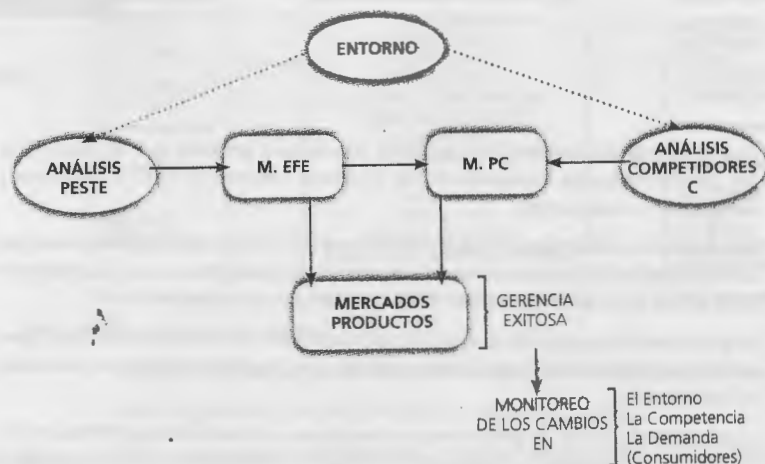 ENTORNO
ANÁLISIS
PESTE
M. EFE
M. PC
ANÁLISIS
COMPETIDORES
C
MERCADOS
PRODUCTOS
GERENCIA
EXITOSA
MONITOREO
DE LOS CAMBIOS
EN
El Entorno
La Competencia
La Demanda
(Consumidores)